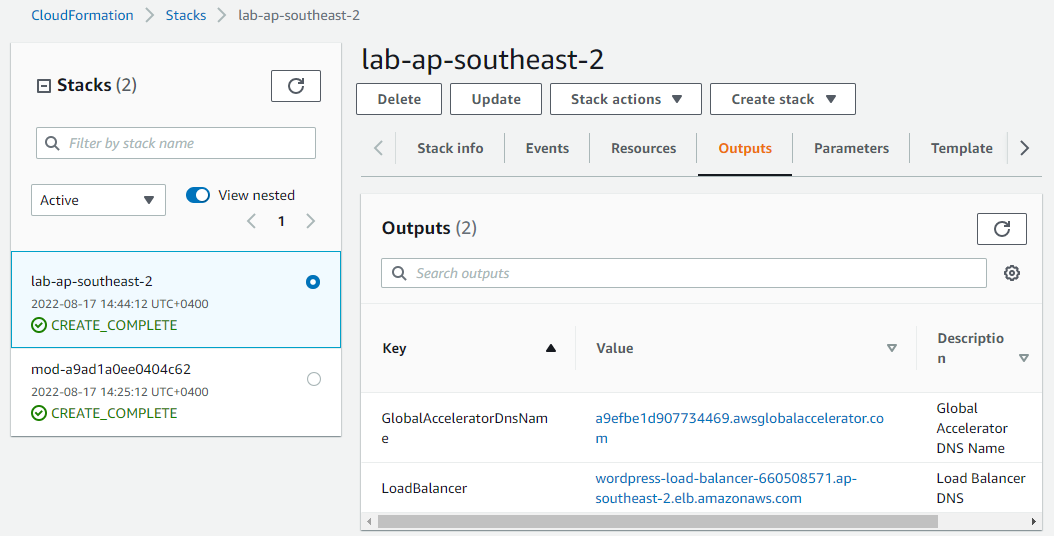 CloudFormation > Stacks > lab-ap-southeast-2
Stacks (2)
Filter by stack name
Active
View nested
1
lab-ap-southeast-2
2022-08-17 14:44:12 UTC+0400
CREATE_COMPLETE
mod-a9ad1a0ee0404c62
2022-08-17 14:25:12 UTC+0400
CREATE_COMPLETE
lab-ap-southeast-2
Delete Update Stack actions Create stack
Stack info Events Resources Outputs Parameters Template
Outputs (2)
Search outputs
Key Value Descriptio
n
GlobalAcceleratorDnsNam
e
a9efbe1d907734469.awsglobalaccelerator.co
m
Global
Accelerator
DNS Name
LoadBalancer
wordpress-load-balancer-660508571.ap-
southeast-2.elb.amazonaws.com
Load Balancer
DNS